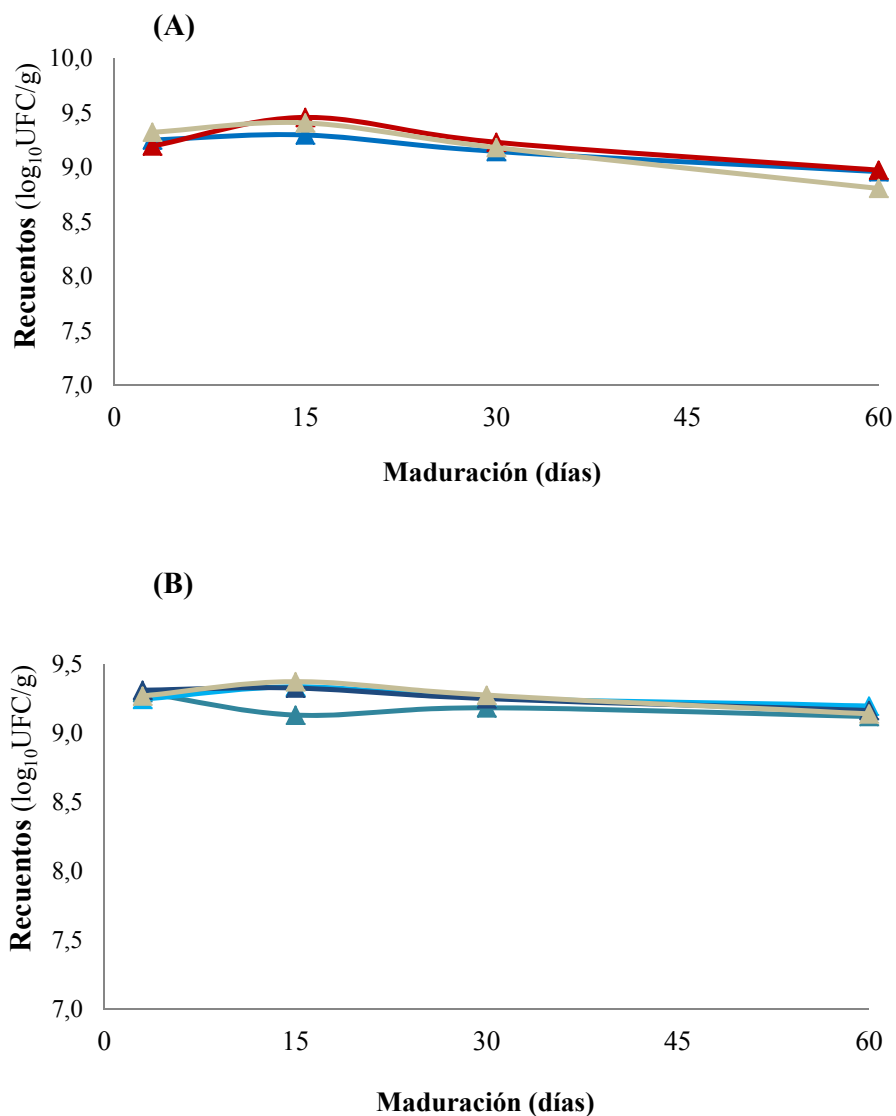 (A)
10,0
9,5
9,0
8,5
8,0
7,5
7,0
Recuentos (log₁₀UFC/g)
0 15 30 45 60
Maduración (días)
(B)
9,5
9,0
8,5
8,0
7,5
7,0
Recuentos (log₁₀UFC/g)
0 15 30 45 60
Maduración (días)